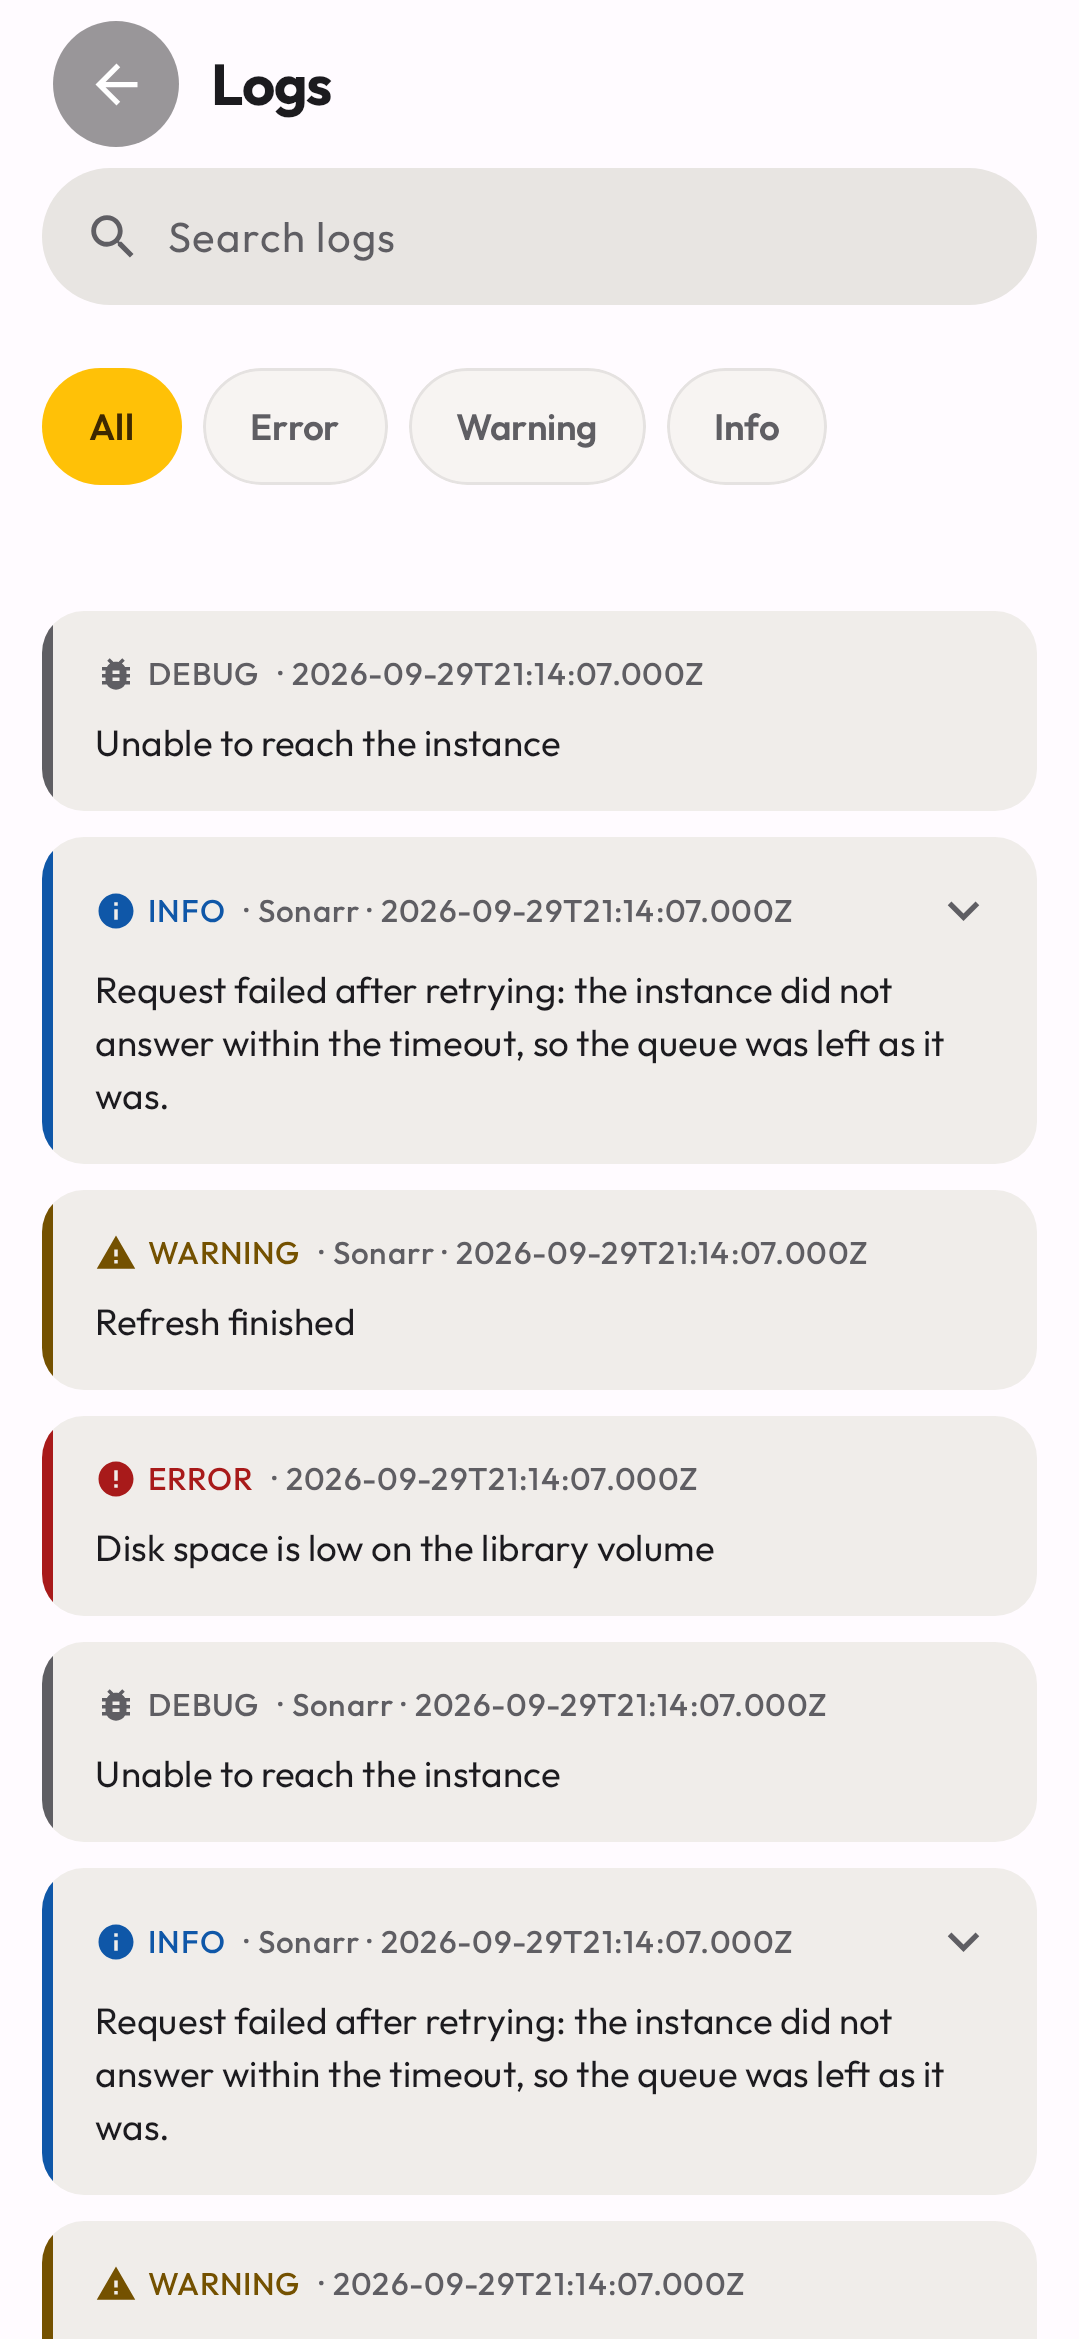 Logs
Search logs
All Error Warning Info
DEBUG · 2026-09-29T21:14:07.000Z
Unable to reach the instance
INFO · Sonarr · 2026-09-29T21:14:07.000Z
Request failed after retrying: the instance did not
answer within the timeout, so the queue was left as it
was.
WARNING · Sonarr · 2026-09-29T21:14:07.000Z
Refresh finished
ERROR · 2026-09-29T21:14:07.000Z
Disk space is low on the library volume
DEBUG · Sonarr · 2026-09-29T21:14:07.000Z
Unable to reach the instance
INFO · Sonarr · 2026-09-29T21:14:07.000Z
Request failed after retrying: the instance did not
answer within the timeout, so the queue was left as it
was.
WARNING · 2026-09-29T21:14:07.000Z